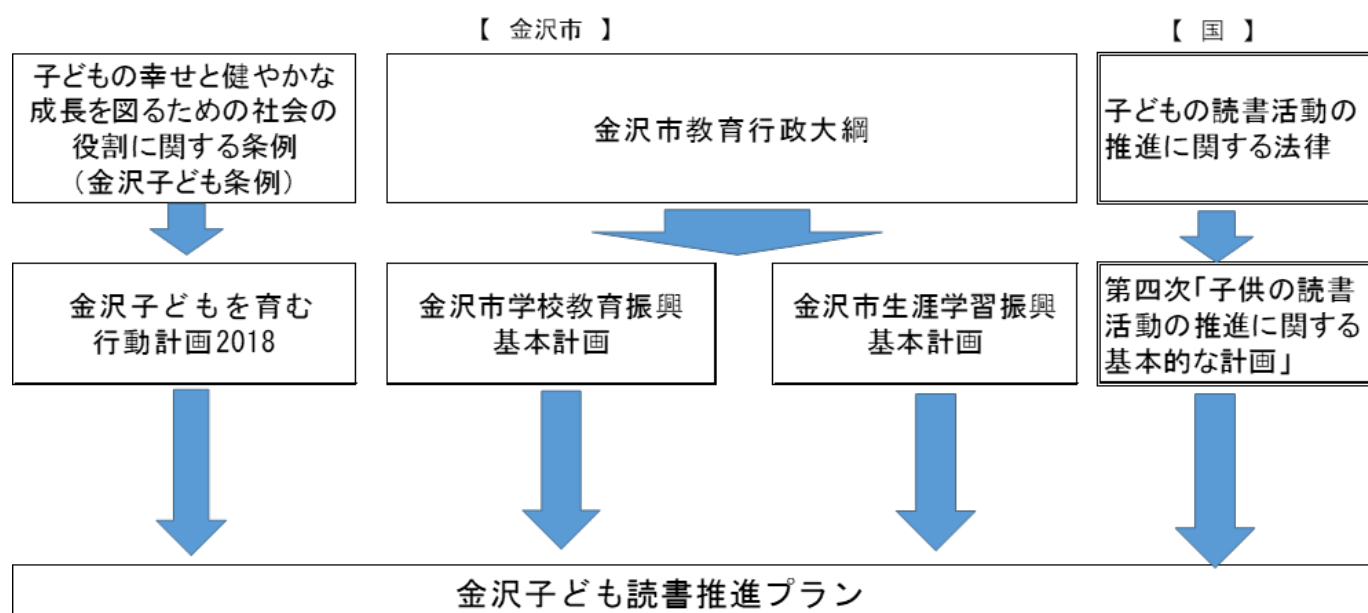 【 金沢市 】
【 国 】
子どもの幸せと健やかな
成長を図るための社会の
役割に関する条例
（金沢子ども条例）
金沢市教育行政大綱
子どもの読書活動の
推進に関する法律
金沢子どもを育む
行動計画2018
金沢市学校教育振興
基本計画
金沢市生涯学習振興
基本計画
第四次｢子供の読書
活動の推進に関する
基本的な計画｣
金沢子ども読書推進プラン